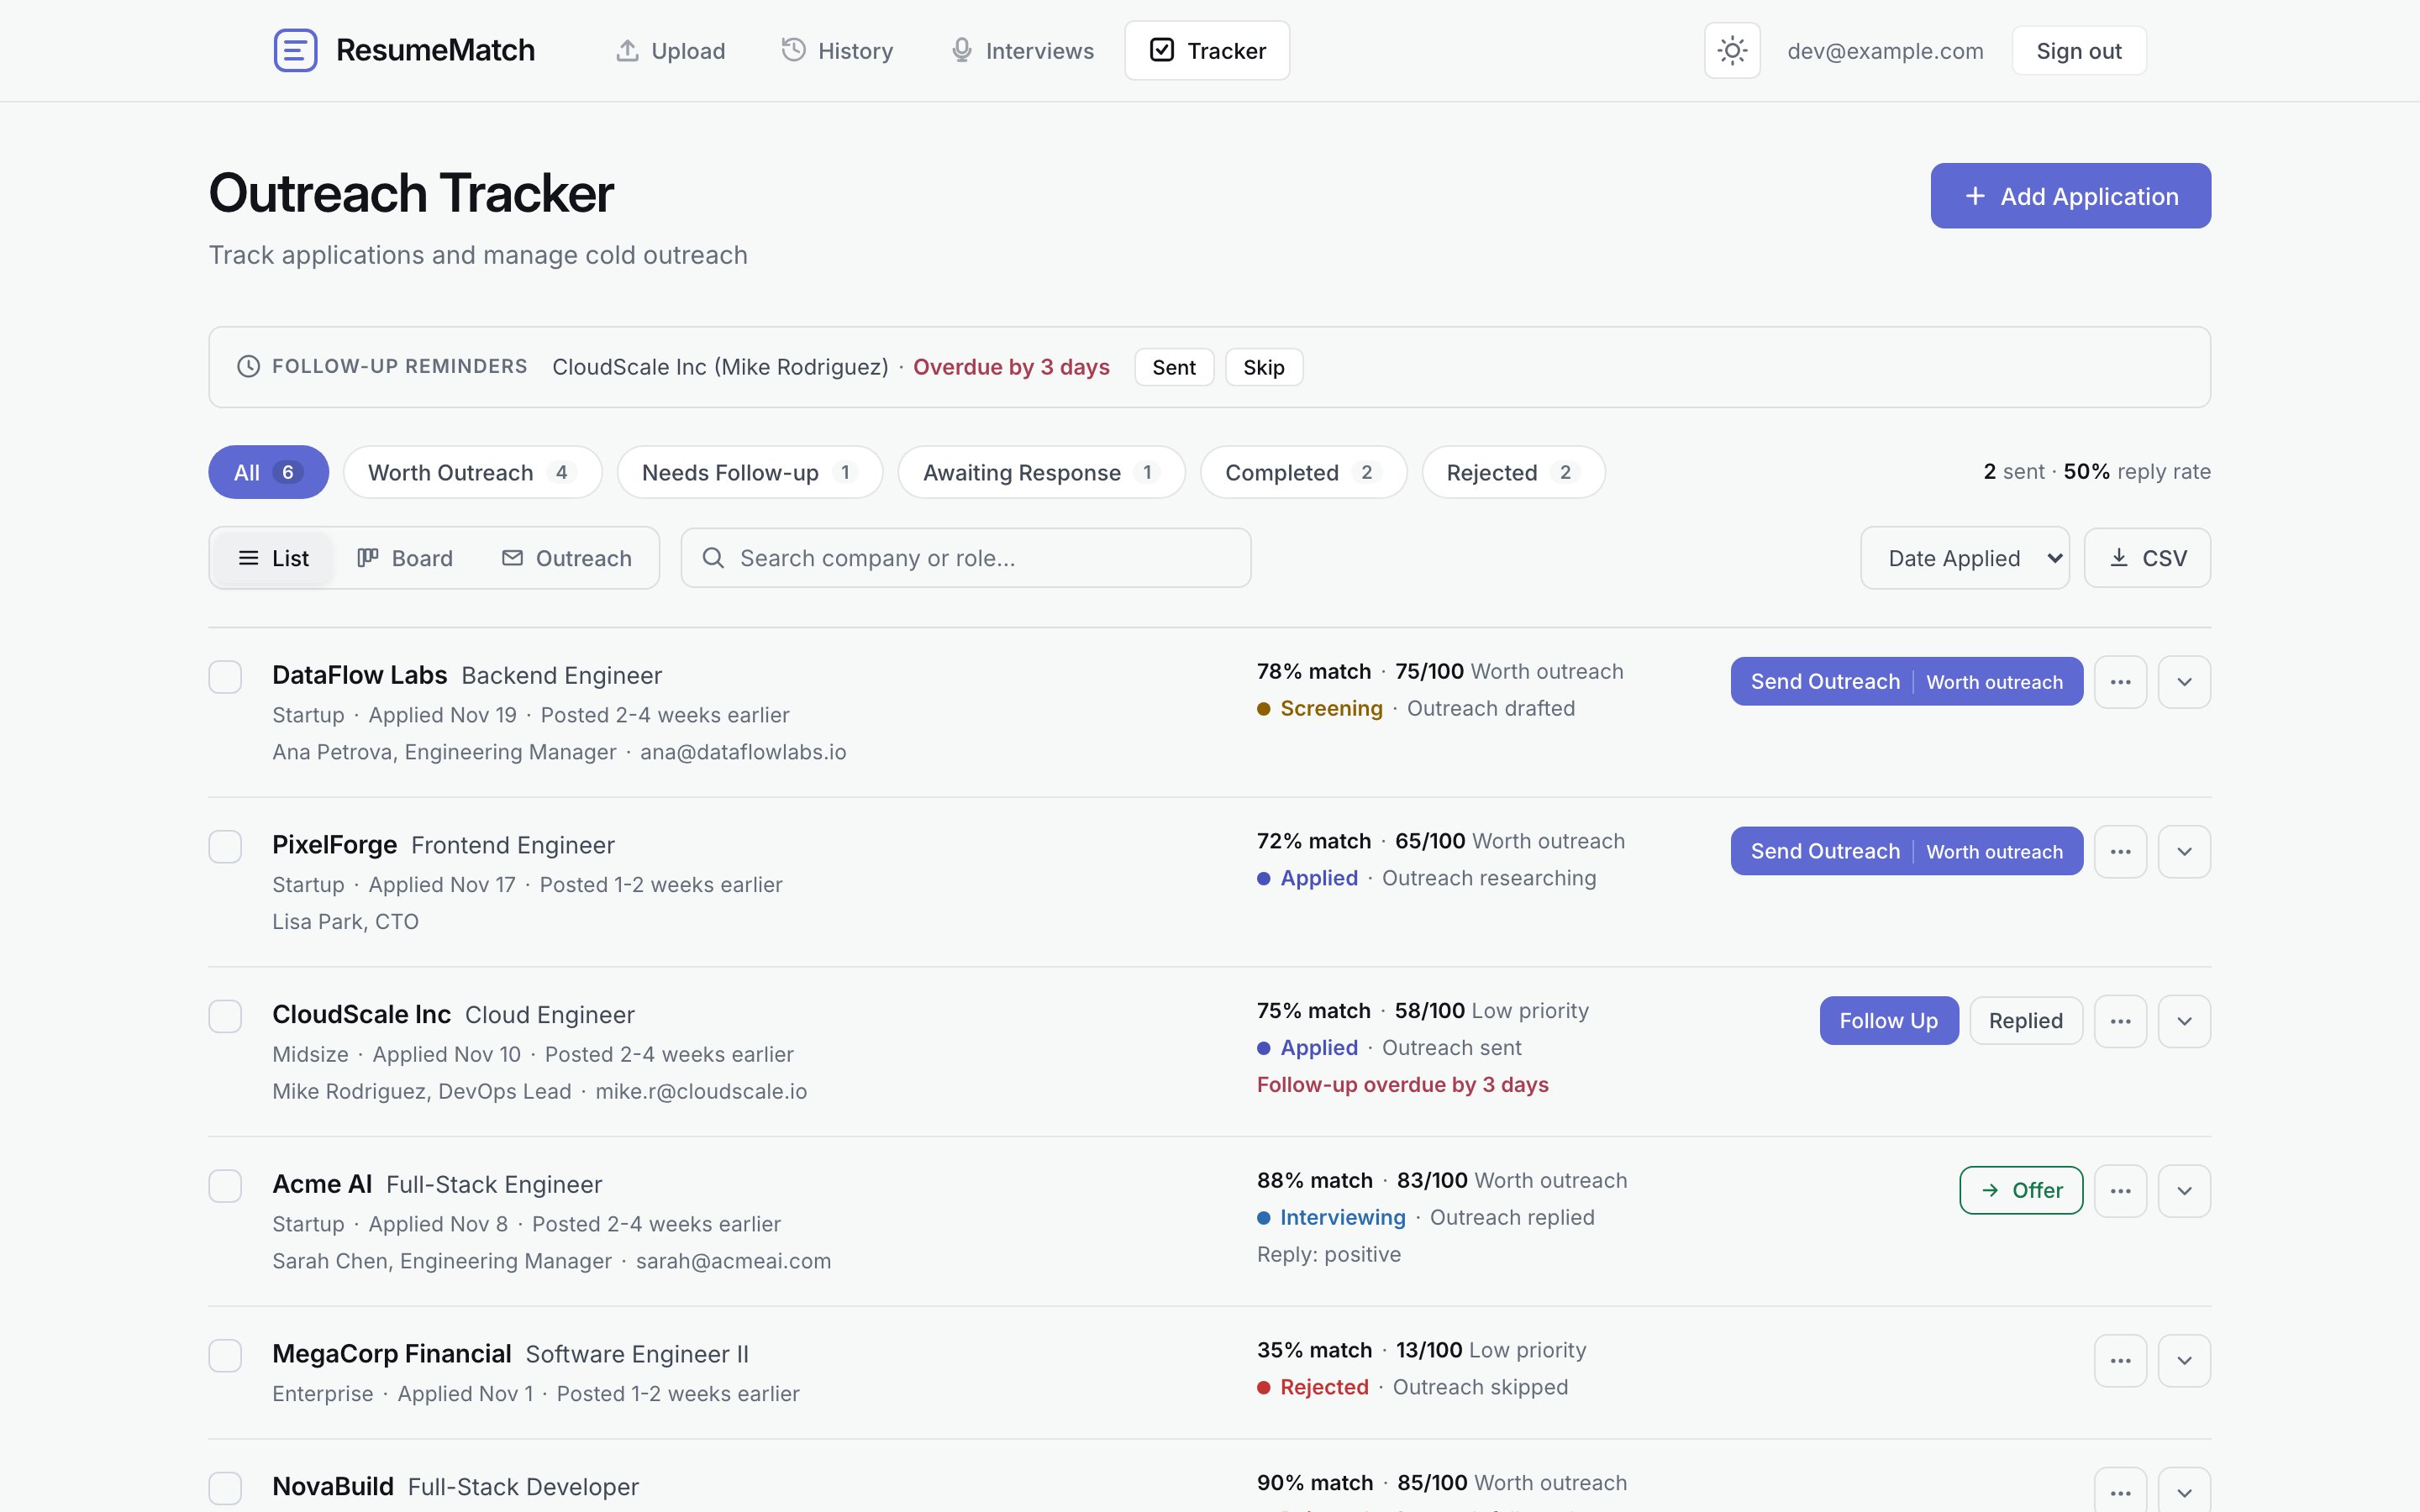 ResumeMatch Upload History Interviews Tracker dev@example.com Sign out
Outreach Tracker
+ Add Application
Track applications and manage cold outreach
FOLLOW-UP REMINDERS CloudScale Inc (Mike Rodriguez) · Overdue by 3 days Sent Skip
All 6 Worth Outreach 4 Needs Follow-up 1 Awaiting Response 1 Completed 2 Rejected 2 2 sent · 50% reply rate
List Board Outreach Search company or role... Date Applied CSV
DataFlow Labs Backend Engineer
Startup · Applied Nov 19 · Posted 2-4 weeks earlier
Ana Petrova, Engineering Manager · ana@dataflowlabs.io
78% match · 75/100 Worth outreach
Screening · Outreach drafted
Send Outreach Worth outreach
PixelForge Frontend Engineer
Startup · Applied Nov 17 · Posted 1-2 weeks earlier
Lisa Park, CTO
72% match · 65/100 Worth outreach
Applied · Outreach researching
Send Outreach Worth outreach
CloudScale Inc Cloud Engineer
Midsize · Applied Nov 10 · Posted 2-4 weeks earlier
Mike Rodriguez, DevOps Lead · mike.r@cloudscale.io
75% match · 58/100 Low priority
Applied · Outreach sent
Follow-up overdue by 3 days
Follow Up Replied
Acme AI Full-Stack Engineer
Startup · Applied Nov 8 · Posted 2-4 weeks earlier
Sarah Chen, Engineering Manager · sarah@acmeai.com
88% match · 83/100 Worth outreach
Interviewing · Outreach replied
Reply: positive
→ Offer
MegaCorp Financial Software Engineer II
Enterprise · Applied Nov 1 · Posted 1-2 weeks earlier
35% match · 13/100 Low priority
Rejected · Outreach skipped
NovaBuild Full-Stack Developer
90% match · 85/100 Worth outreach